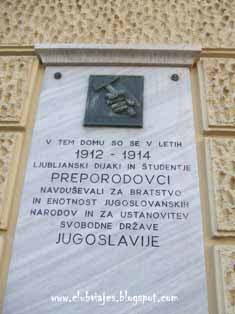 V TEM DOMU SO SE V LETIH
1912 - 1914
LJUBLJANSKI DIJAKI IN ŠTUDENTJE
PREPORODOVCI
NAVDUŠEVALI ZA BRATSTVO
IN ENOTNOST JUGOSLOVANSKIH
NARODOV IN ZA USTANOVITEV
SVOBODNE DRŽAVE
JUGOSLAVIJE
www.clubviajes.blogspot.com